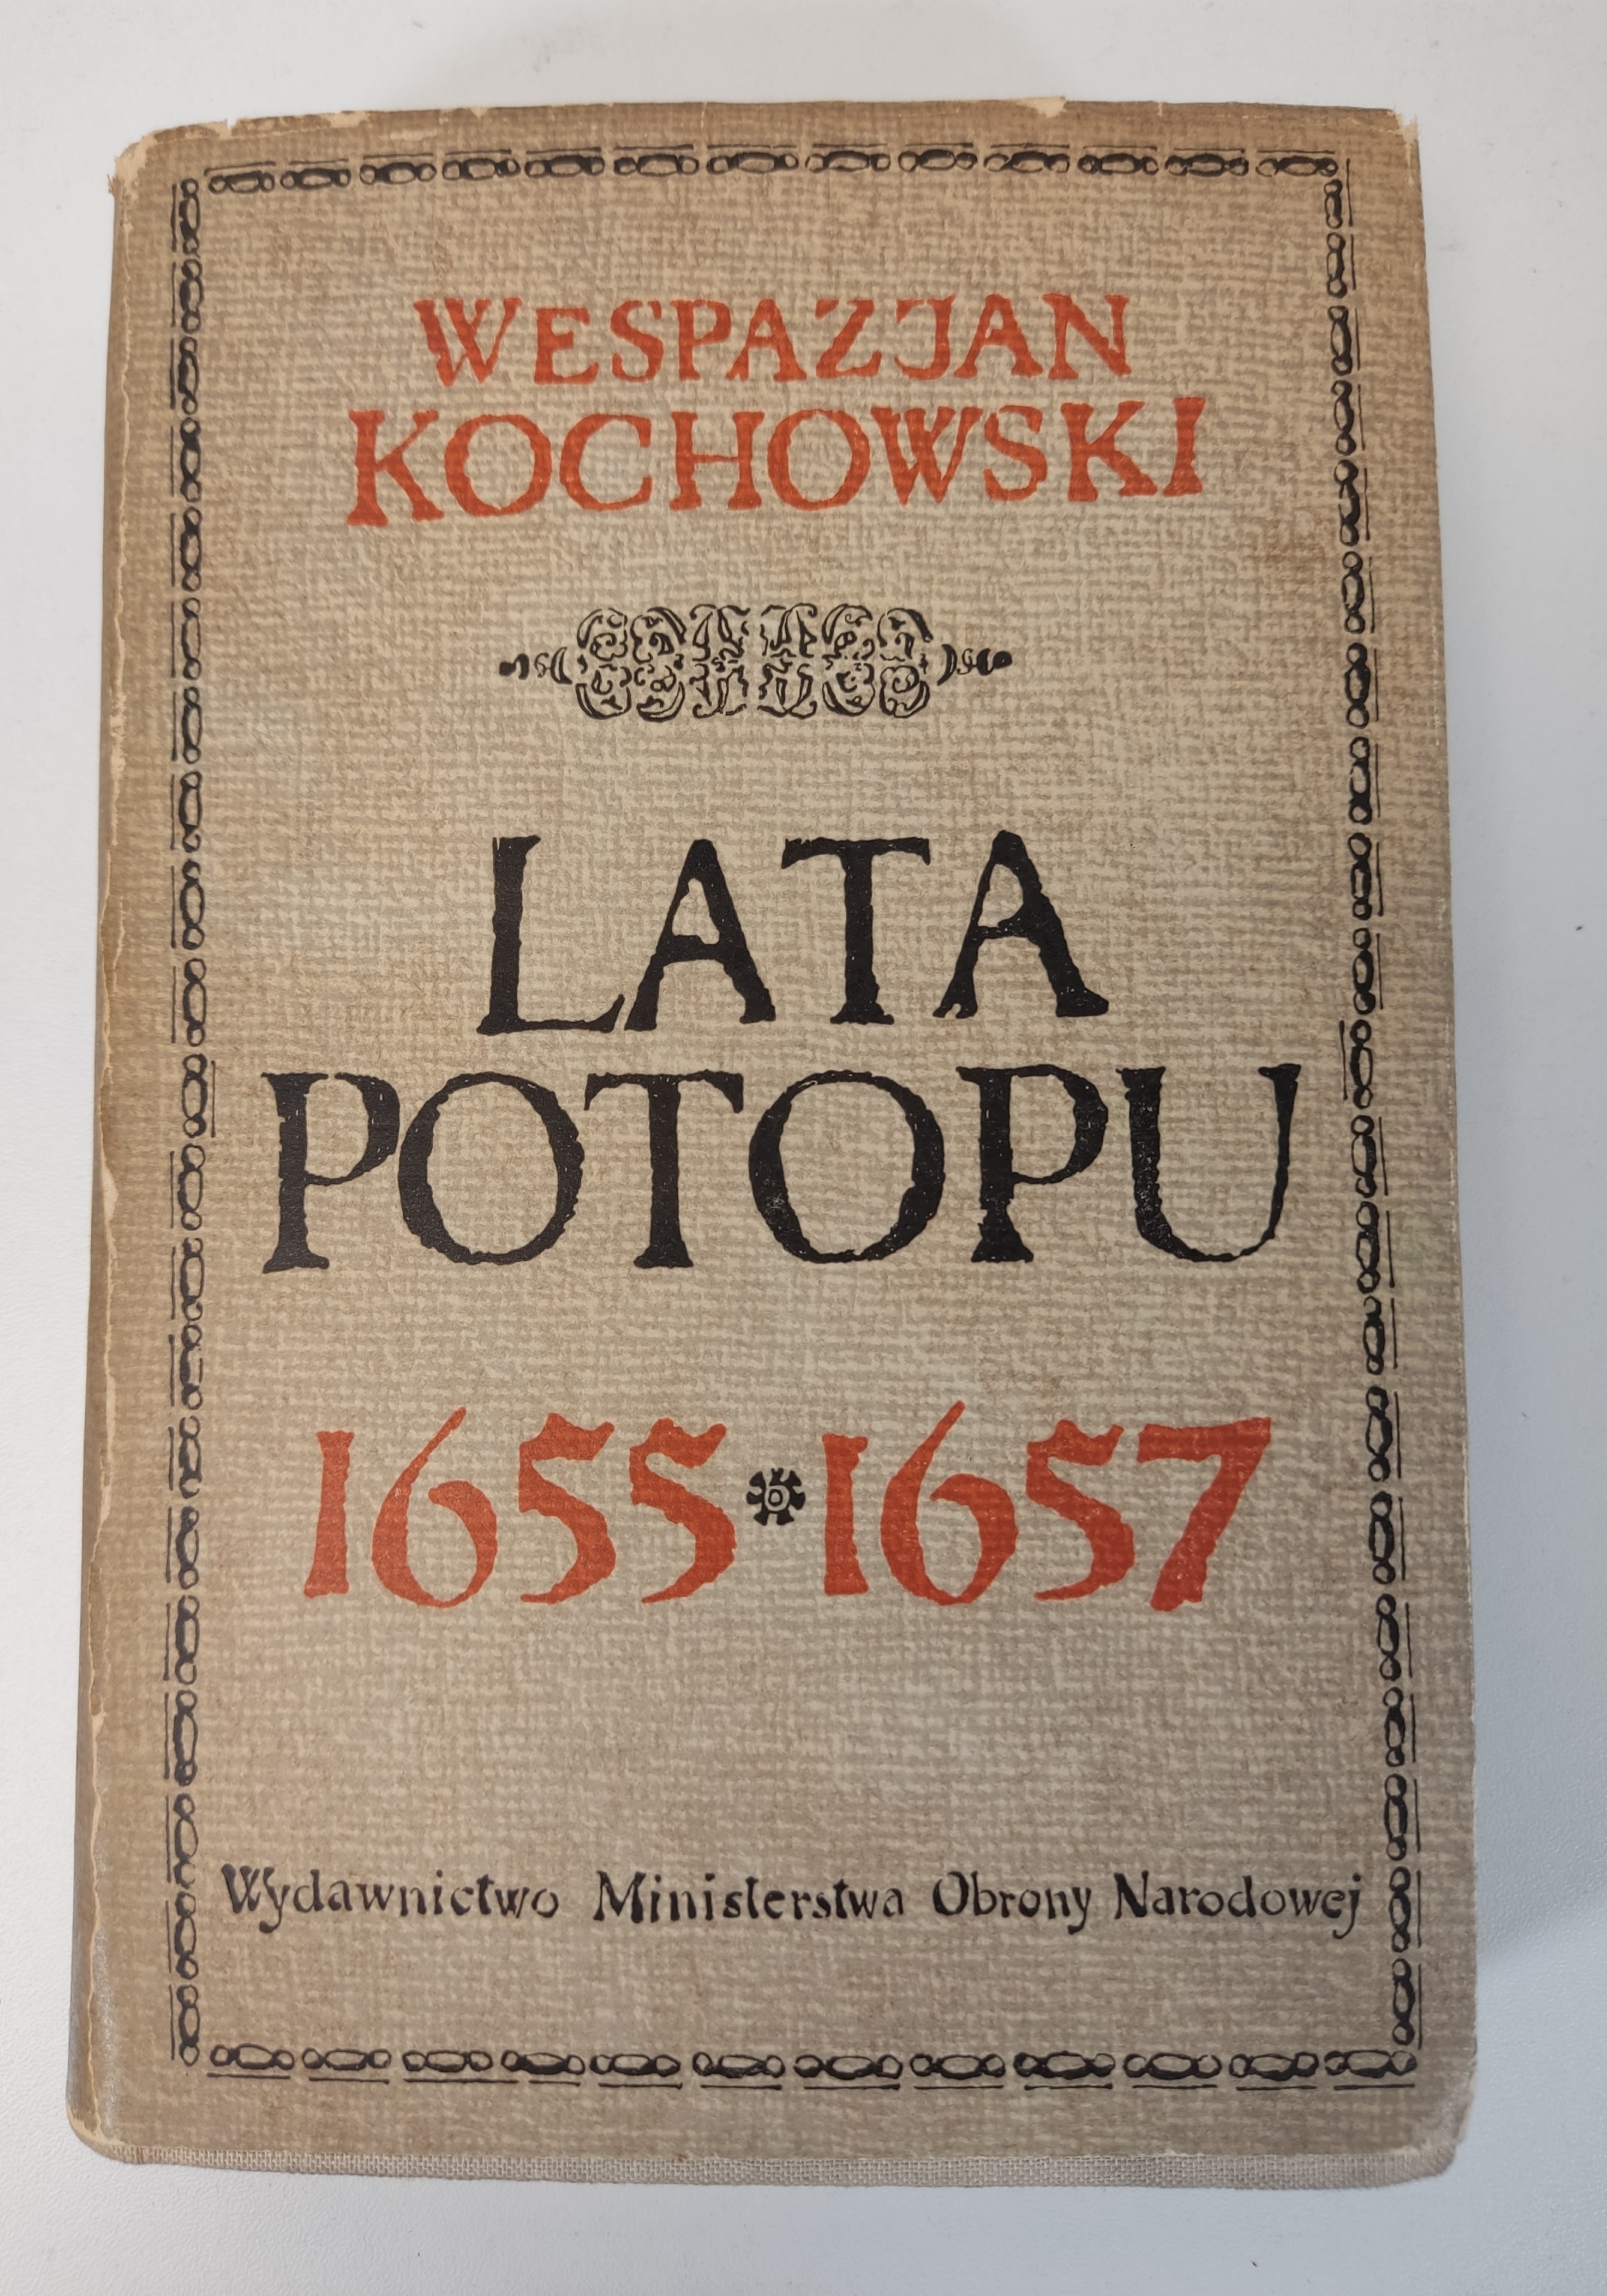 WESPAZJAN
KOCHOWSKI
LATA
POTOPU
1655 1657
Wydawnictwo Ministerstwa Obrony Narodowej